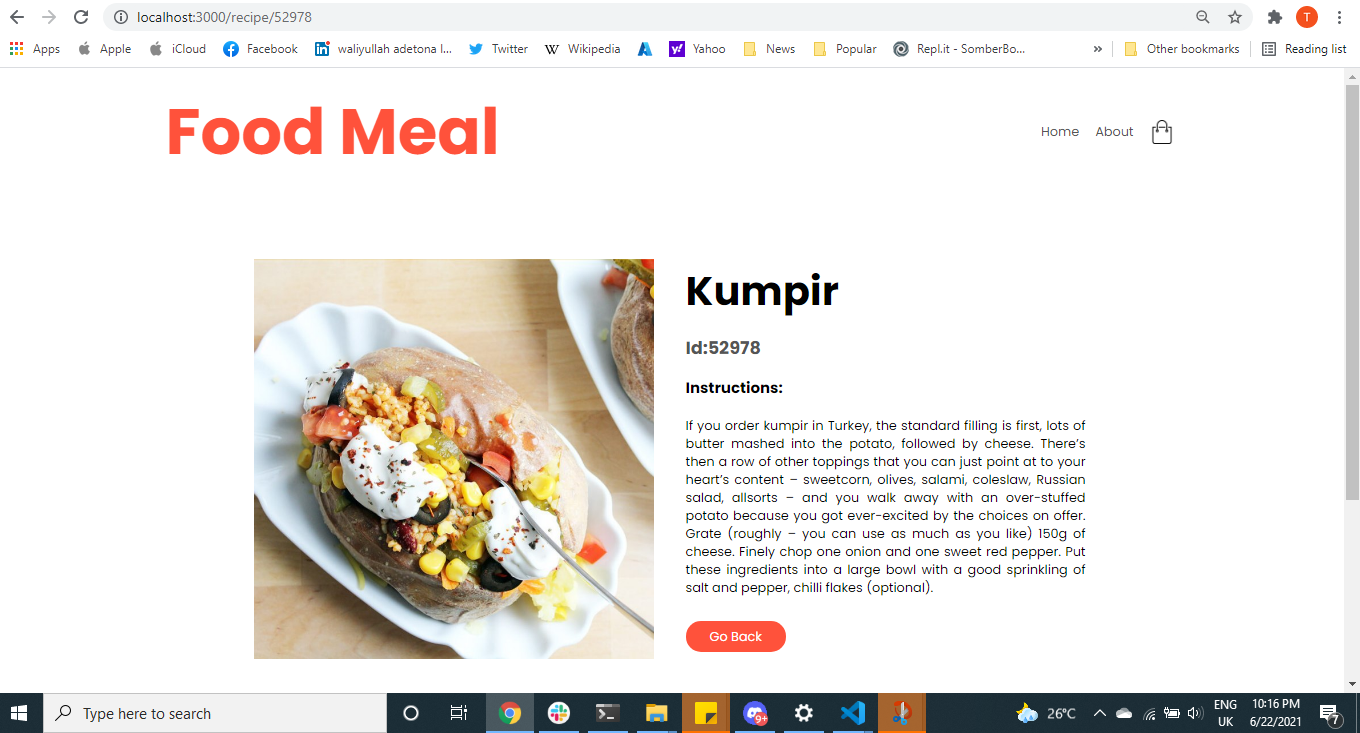 localhost:3000/recipe/52978
T
Apps Apple iCloud Facebook waliyullah adetona l... Twitter Wikipedia Yahoo News Popular Repl.it - SomberBo... » Other bookmarks Reading list
Food Meal
Home About
Kumpir
Id:52978
Instructions:
If you order kumpir in Turkey, the standard filling is first, lots of
butter mashed into the potato, followed by cheese. There’s
then a row of other toppings that you can just point at to your
heart’s content – sweetcorn, olives, salami, coleslaw, Russian
salad, allsorts – and you walk away with an over-stuffed
potato because you got ever-excited by the choices on offer.
Grate (roughly – you can use as much as you like) 150g of
cheese. Finely chop one onion and one sweet red pepper. Put
these ingredients into a large bowl with a good sprinkling of
salt and pepper, chilli flakes (optional).
Go Back
Type here to search
9+
26°C
ENG
UK
10:16 PM
6/22/2021
7